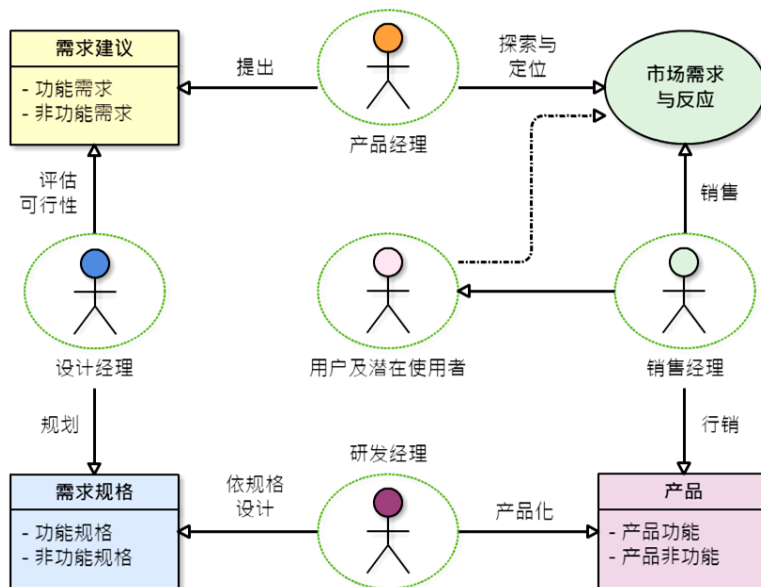 需求建议
- 功能需求
- 非功能需求
提出
产品经理
探索与
定位
市场需求
与反应
评估
可行性
销售
设计经理
用户及潜在使用者
销售经理
规划
行销
需求规格
- 功能规格
- 非功能规格
依规格
设计
研发经理
产品化
产品
- 产品功能
- 产品非功能